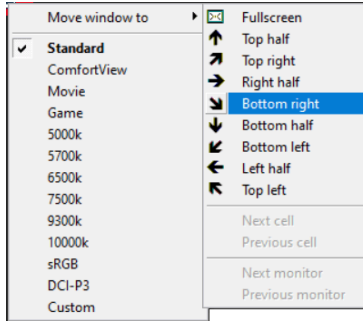 Move window to
Standard
ComfortView
Movie
Game
5000k
5700k
6500k
7500k
9300k
10000k
sRGB
DCI-P3
Custom
Fullscreen
Top half
Top right
Right half
Bottom right
Bottom half
Bottom left
Left half
Top left
Next cell
Previous cell
Next monitor
Previous monitor